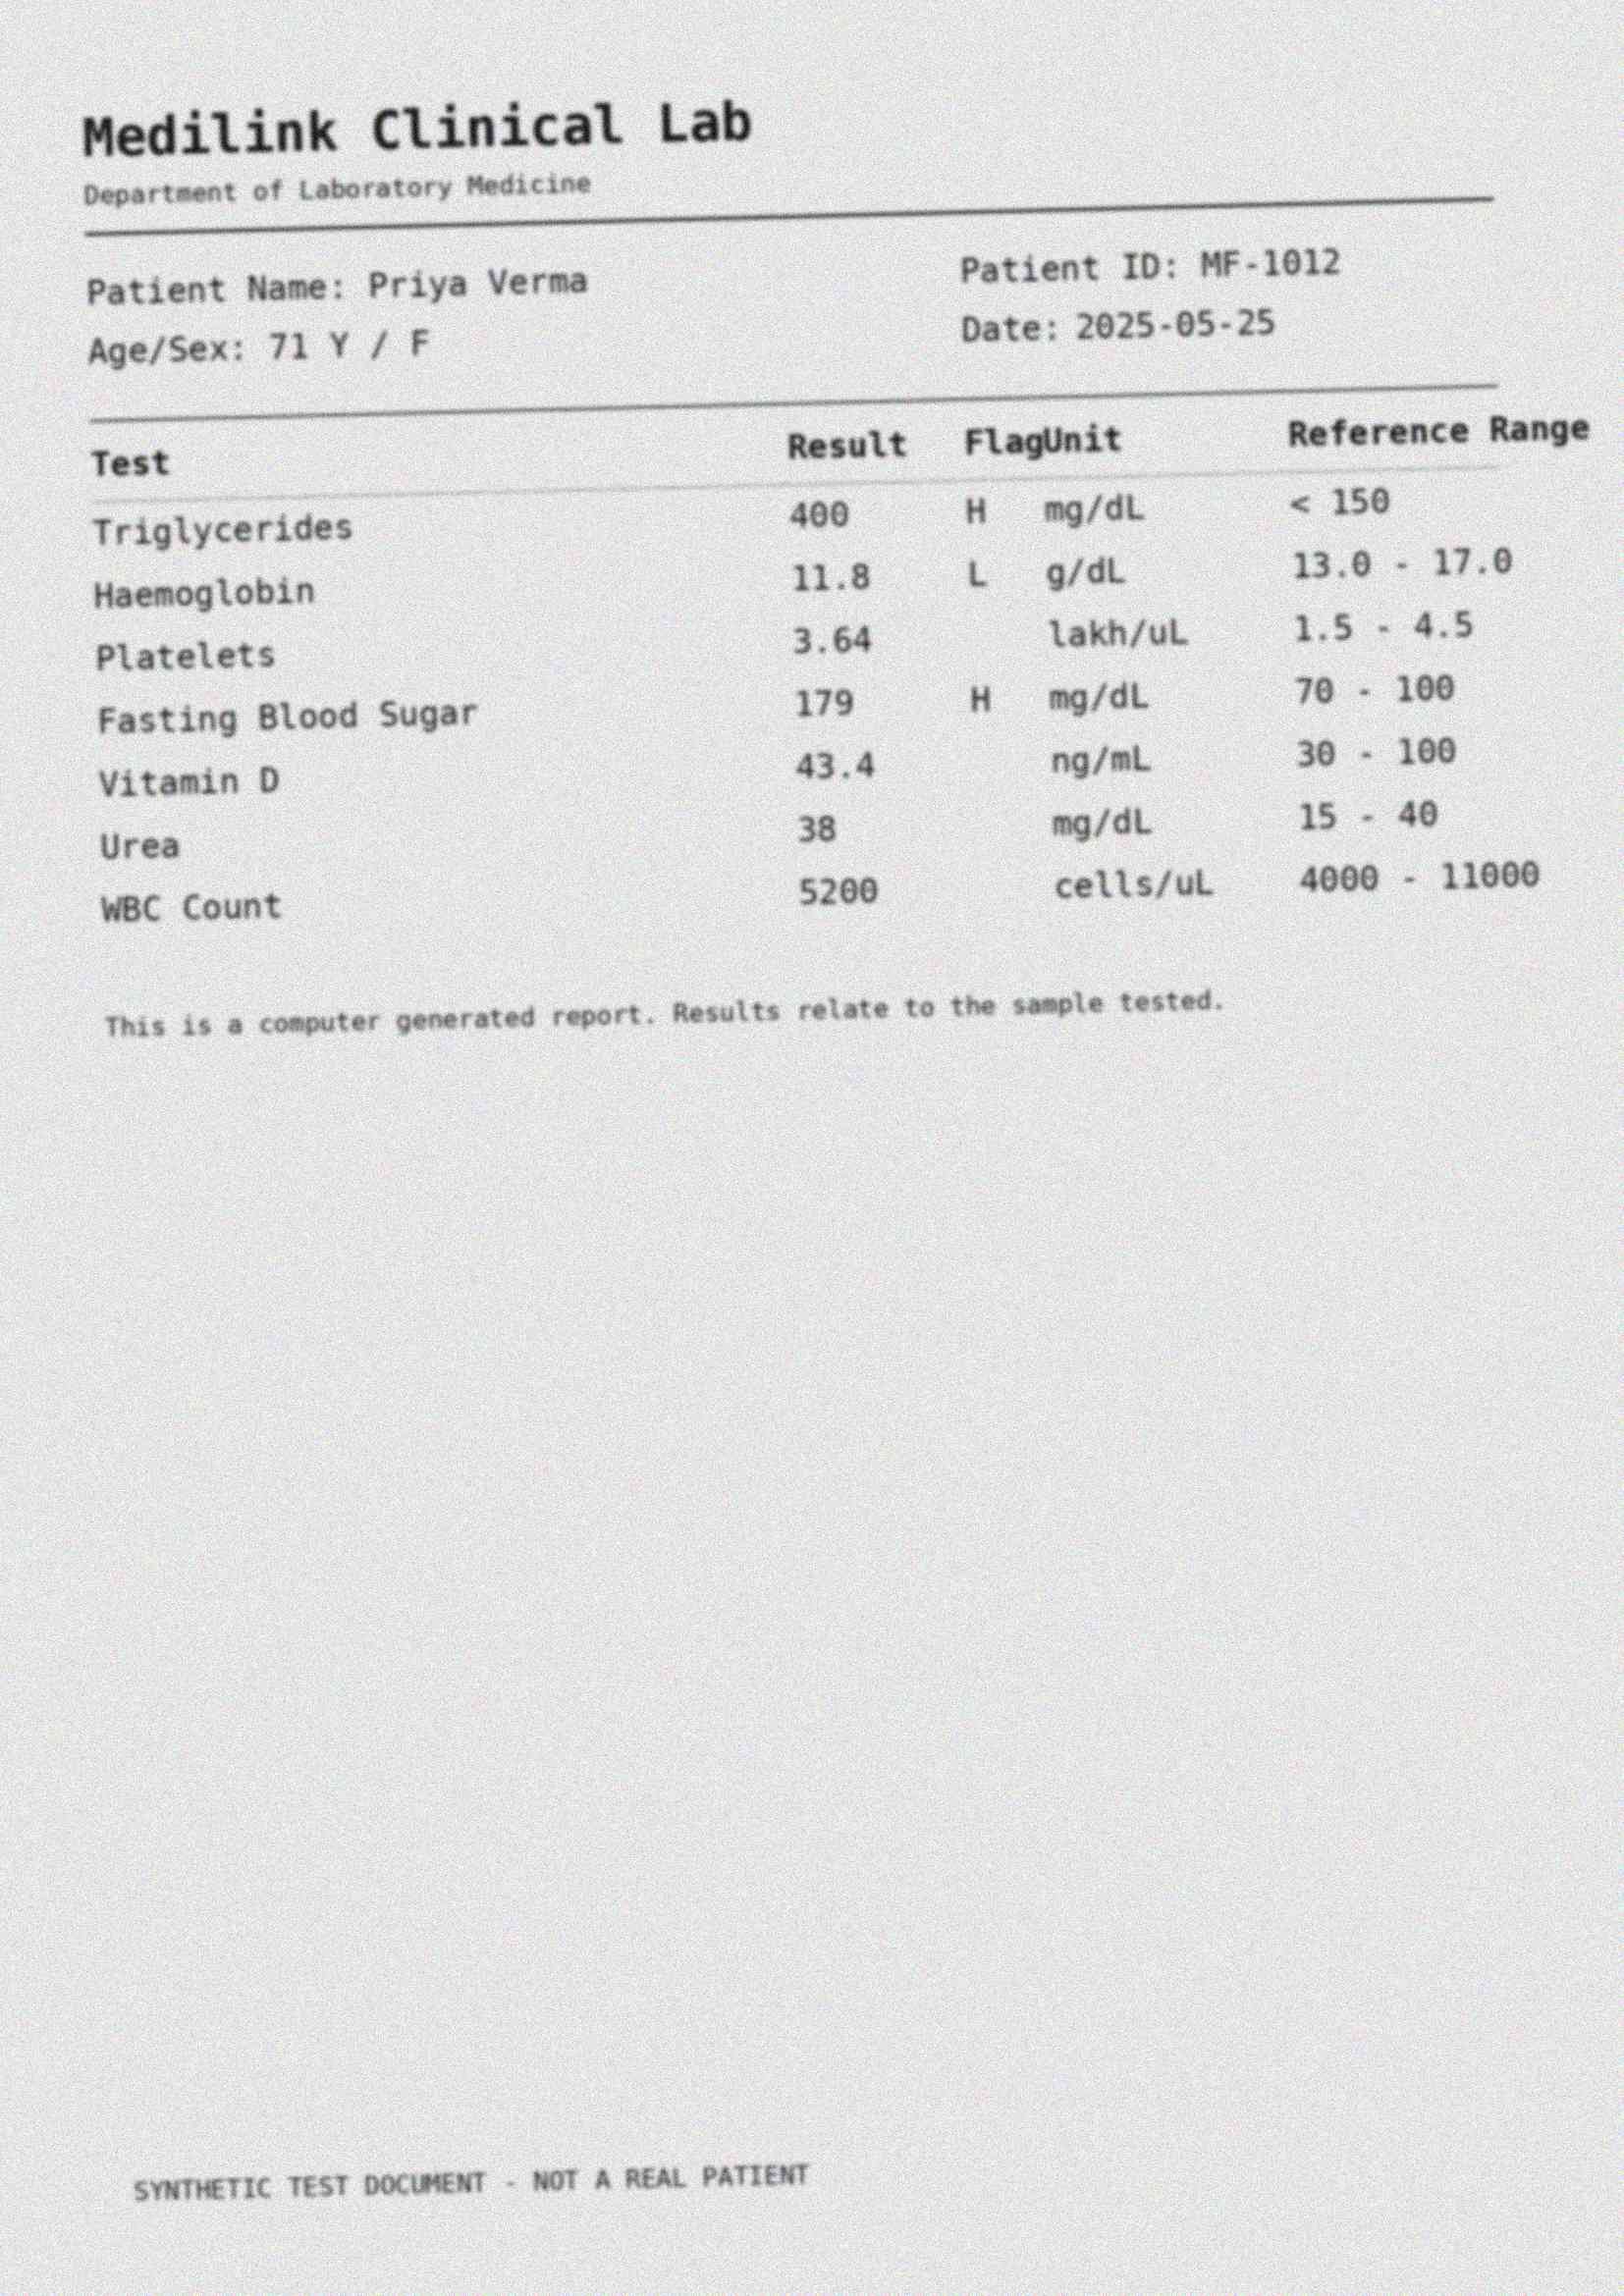 Medilink Clinical Lab
Department of Laboratory Medicine
Patient Name: Priya Verma Patient ID: MF-1012
Age/Sex: 71 Y / F Date: 2025-05-25
Test Result Flag Unit Reference Range
Triglycerides 400 H mg/dL < 150
Haemoglobin 11.8 L g/dL 13.0 - 17.0
Platelets 3.64 lakh/uL 1.5 - 4.5
Fasting Blood Sugar 179 H mg/dL 70 - 100
Vitamin D 43.4 ng/mL 30 - 100
Urea 38 mg/dL 15 - 40
WBC Count 5200 cells/uL 4000 - 11000
This is a computer generated report. Results relate to the sample tested.
SYNTHETIC TEST DOCUMENT - NOT A REAL PATIENT